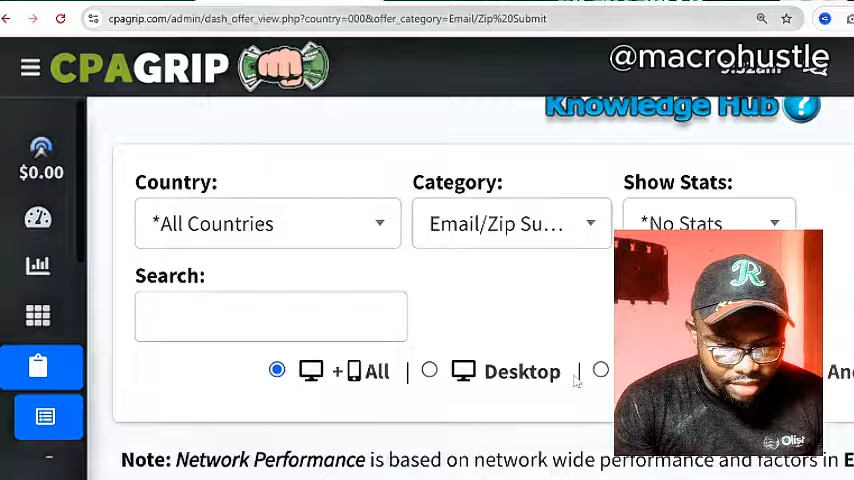 cpagrip.com/admin/dash_offer_view.php?country=000&offer_category=Email/Zip%20Submit
CPAGRIP
@macrohustle
Knowledge Hub ?
$0.00
Country:
Category:
Show Stats:
*All Countries
Email/Zip Su...
*No Stats
Search:
+ All | Desktop |
And
R
Olist
Note: Network Performance is based on network wide performance and factors in E